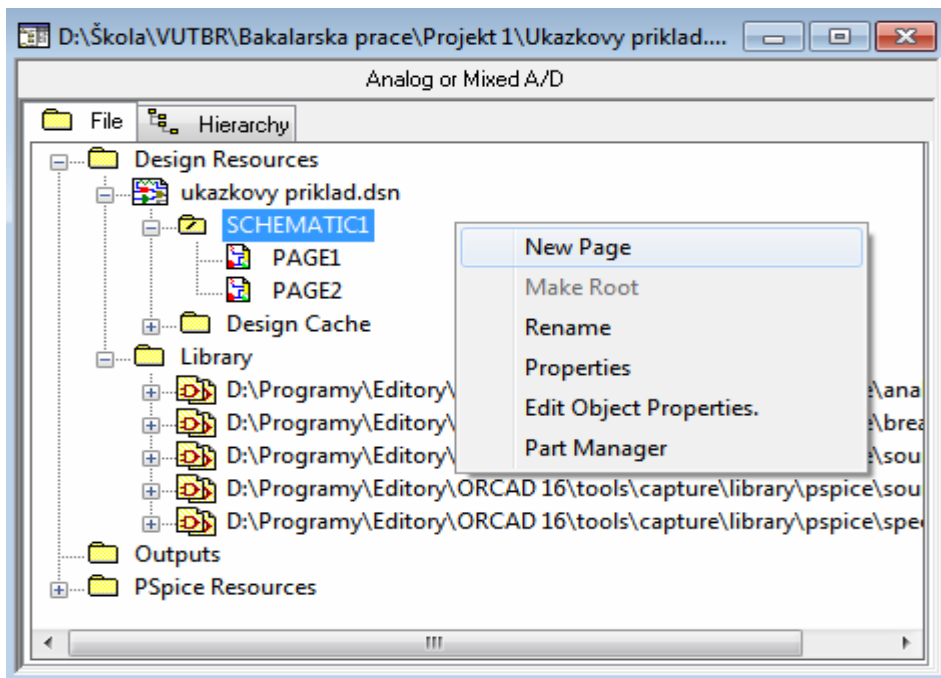 D:\Škola\VUTBR\Bakalarska prace\Projekt 1\Ukazkovy priklad....
Analog or Mixed A/D
File Hierarchy
Design Resources
ukazkovy priklad.dsn
SCHEMATIC1
PAGE1
PAGE2
Design Cache
Library
D:\Programy\Editory\ e\ana
D:\Programy\Editory\ e\brea
D:\Programy\Editory\ e\sou
D:\Programy\Editory\ORCAD 16\tools\capture\library\pspice\sou
D:\Programy\Editory\ORCAD 16\tools\capture\library\pspice\spe
Outputs
PSpice Resources
New Page
Make Root
Rename
Properties
Edit Object Properties.
Part Manager